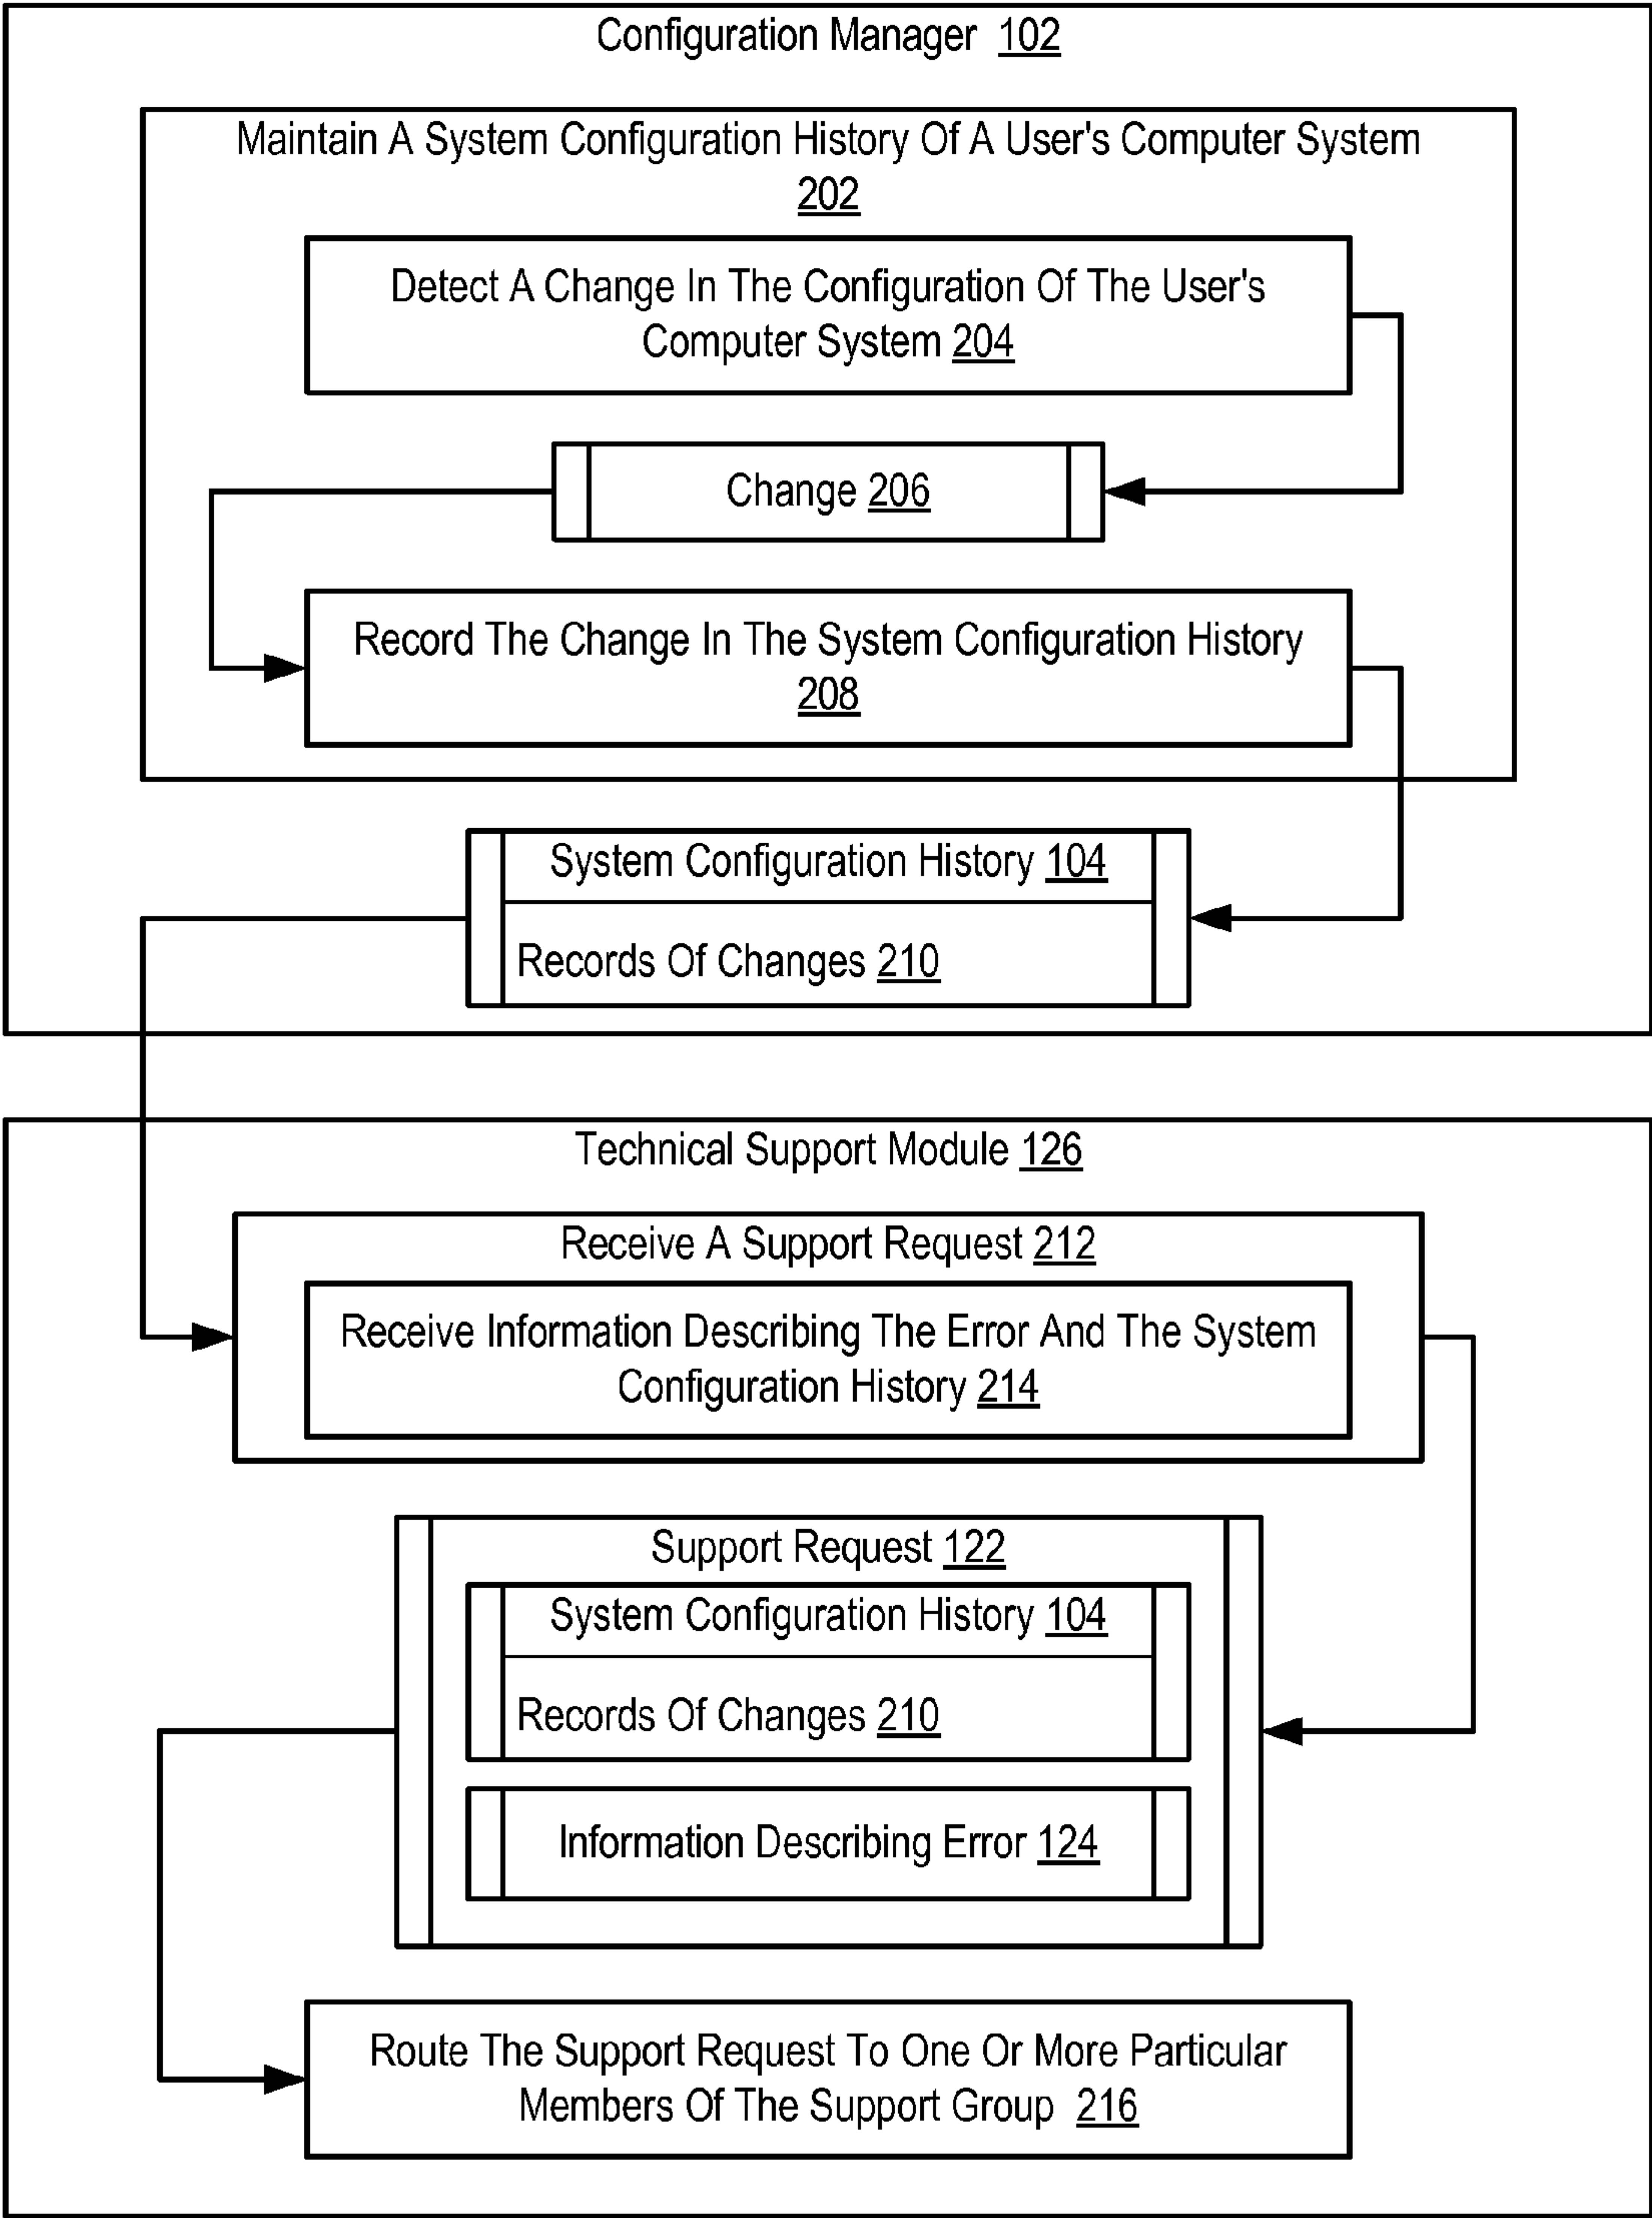 Configuration Manager 102
Maintain A System Configuration History Of A User's Computer System
202
Detect A Change In The Configuration Of The User's
Computer System 204
Change 206
Record The Change In The System Configuration History
208
System Configuration History 104
Records Of Changes 210
Technical Support Module 126
Receive A Support Request 212
Receive Information Describing The Error And The System
Configuration History 214
Support Request 122
System Configuration History 104
Records Of Changes 210
Information Describing Error 124
Route The Support Request To One Or More Particular
Members Of The Support Group 216